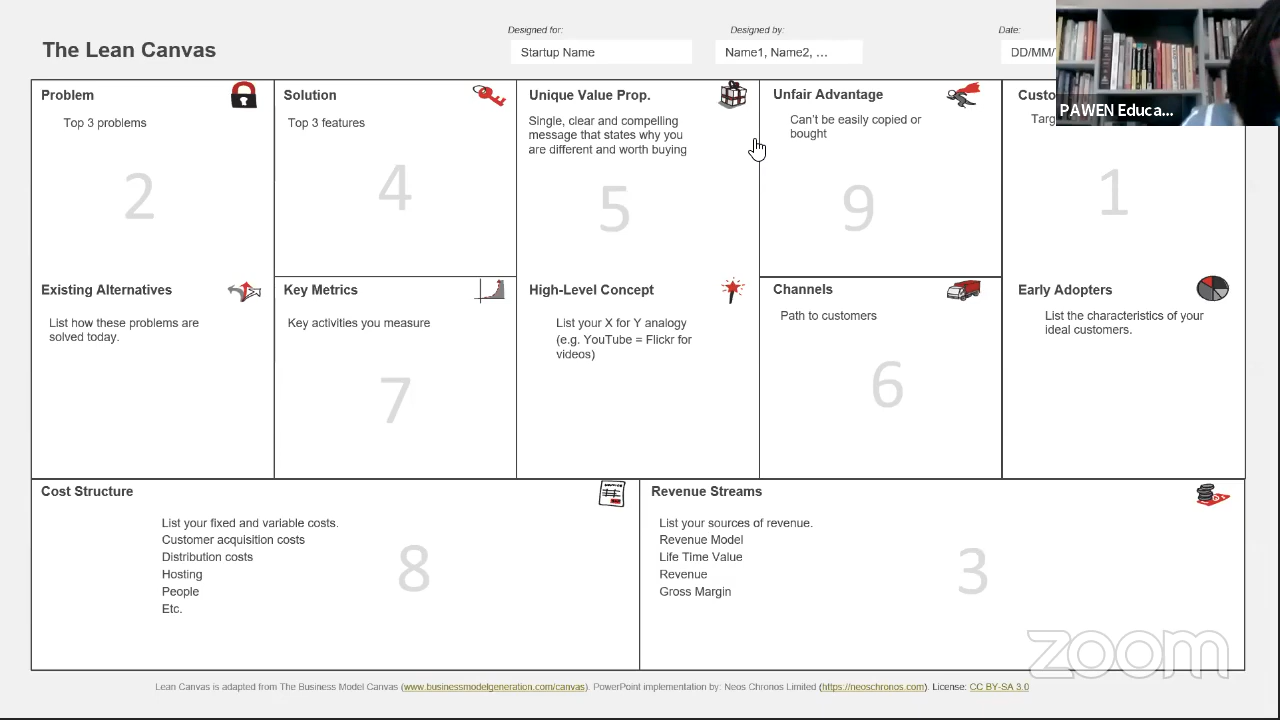 The Lean Canvas
Designed for:
Startup Name
Designed by:
Name1, Name2, …
Date:
DD/MM/
PAWEN Educa...
Problem
Top 3 problems
2
Existing Alternatives
List how these problems are
solved today.
Solution
Top 3 features
4
Key Metrics
Key activities you measure
7
Unique Value Prop.
Single, clear and compelling
message that states why you
are different and worth buying
5
High-Level Concept
List your X for Y analogy
(e.g. YouTube = Flickr for
videos)
Unfair Advantage
Can’t be easily copied or
bought
9
Channels
Path to customers
6
Custo
Targ
1
Early Adopters
List the characteristics of your
ideal customers.
Cost Structure
List your fixed and variable costs.
Customer acquisition costs
Distribution costs
Hosting
People
Etc.
8
Revenue Streams
List your sources of revenue.
Revenue Model
Life Time Value
Revenue
Gross Margin
3
zoom
Lean Canvas is adapted from The Business Model Canvas (www.businessmodelgeneration.com/canvas). PowerPoint implementation by: Neos Chronos Limited (https://neoschronos.com). License: CC BY-SA 3.0